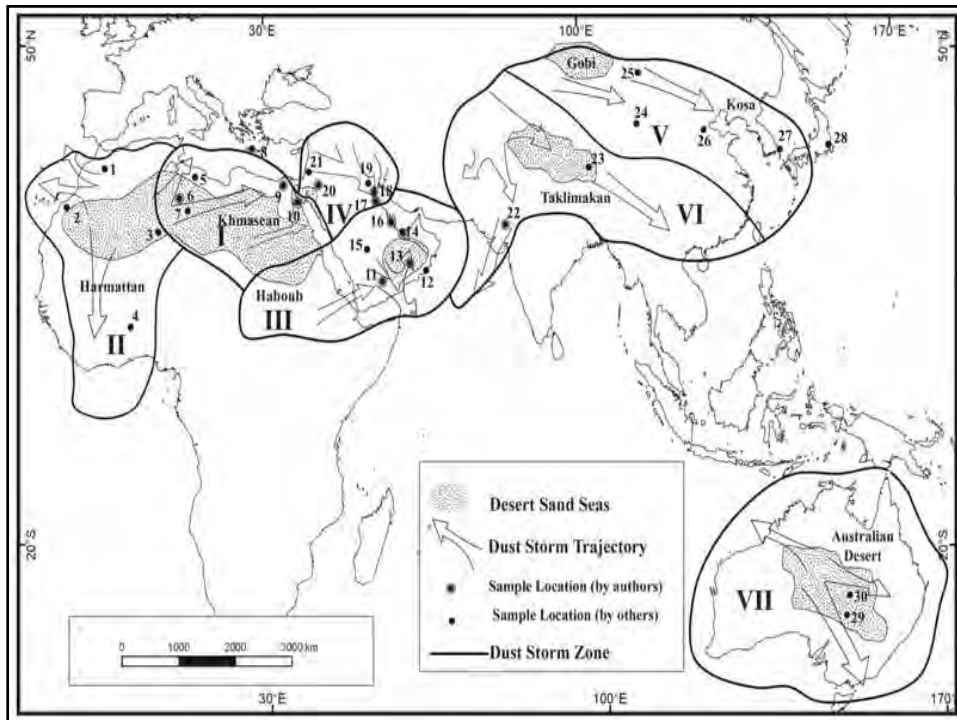 30°E
100°E
170°E
50°N
50°N
Gobi
25
Kosa
24
V
26
27
28
8
1
21
19
5
20
18
23
6
9
17
Taklimakan
2
7
Khmasean
10
IV
16
22
VI
3
I
14
15
13
Harmattan
11
12
Haboub
4
III
II
Desert Sand Seas
Dust Storm Trajectory
Sample Location (by authors)
Sample Location (by others)
Dust Storm Zone
20°S
20°S
Australian
Desert
VII
30
29
0 1000 2000 3000 km
30°E
100°E
170°E